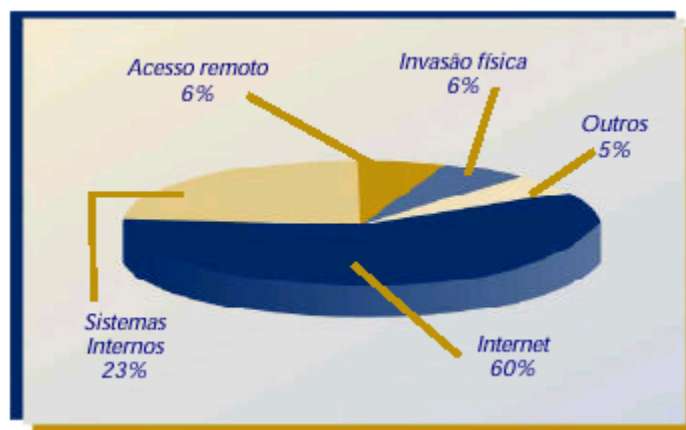 Acesso remoto
6%
Invasão física
6%
Outros
5%
Sistemas
Internos
23%
Internet
60%